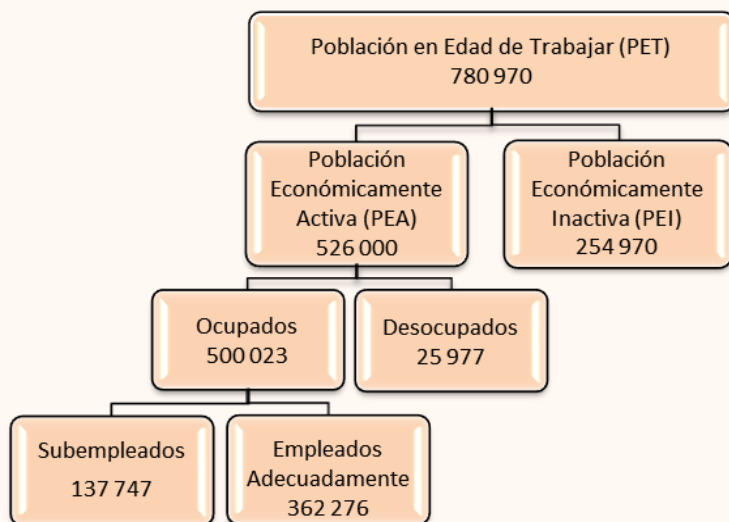 Población en Edad de Trabajar (PET)
780 970
Población
Económicamente
Activa (PEA)
526 000
Población
Económicamente
Inactiva (PEI)
254 970
Ocupados
500 023
Desocupados
25 977
Subempleados
137 747
Empleados
Adecuadamente
362 276